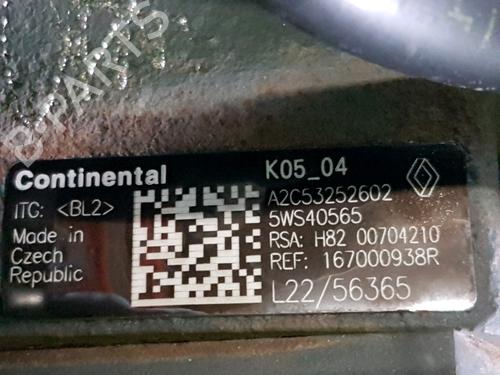 B-PARTS
Continental
K05_04
ITC: <BL2>
A2C53252602
5WS40565
Made in
Czech
Republic
RSA: H82 00704210
REF: 167000938R
L22/56365